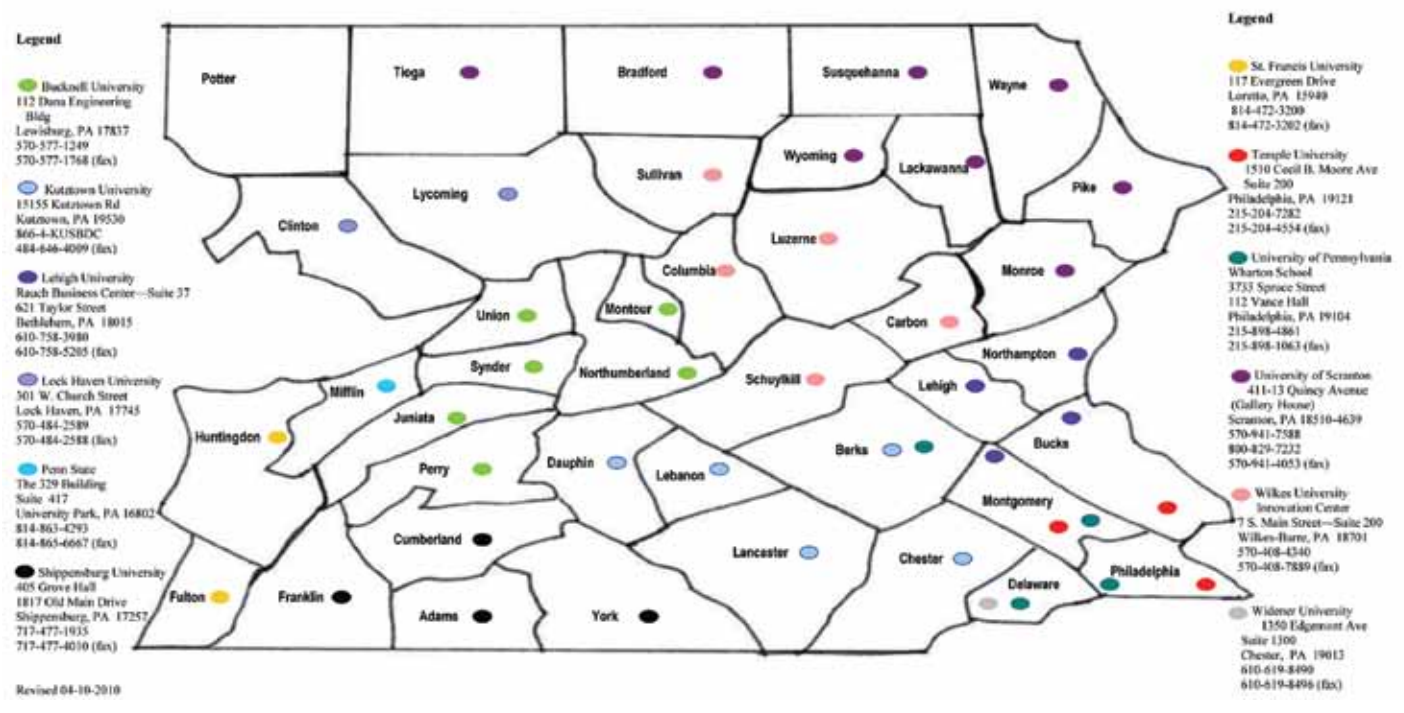 Legend
Bucknell University
112 Dana Engineering
Bldg
Lewisburg, PA 17837
570-577-1249
570-577-1768 (fax)
Kutztown University
15155 Kutztown Rd
Kutztown, PA 19530
866-4-KUSBDC
484-646-4009 (fax)
Lehigh University
Rauch Business Center—Suite 37
621 Taylor Street
Bethlehem, PA 18015
610-758-3980
610-758-5205 (fax)
Lock Haven University
301 W. Church Street
Lock Haven, PA 17745
570-484-2589
570-484-2588 (fax)
Penn State
The 329 Building
Suite 417
University Park, PA 16802
814-863-4293
814-865-6667 (fax)
Shippensburg University
405 Grove Hall
1817 Old Main Drive
Shippensburg, PA 17257
717-477-1935
717-477-4010 (fax)
Revised 04-10-2010
Potter
Tioga
Bradford
Susquehanna
Wayne
Wyoming
Lackawanna
Pike
Sullivan
Lycoming
Clinton
Luzerne
Columbia
Monroe
Montour
Union
Carbon
Northampton
Synder
Northumberland
Schuylkill
Lehigh
Mifflin
Juniata
Huntingdon
Bucks
Berks
Dauphin
Lebanon
Perry
Montgomery
Cumberland
Lancaster
Chester
Philadelphia
Delaware
Fulton
Franklin
Adams
York
Legend
St. Francis University
117 Evergreen Drive
Loretto, PA 15940
814-472-3200
814-472-3202 (fax)
Temple University
1510 Cecil B. Moore Ave
Suite 200
Philadelphia, PA 19121
215-204-7282
215-204-4554 (fax)
University of Pennsylvania
Wharton School
3733 Spruce Street
112 Vance Hall
Philadelphia, PA 19104
215-898-4861
215-898-1063 (fax)
University of Scranton
411-13 Quincy Avenue
(Gallery House)
Scranton, PA 18510-4639
570-941-7588
800-829-7232
570-941-4053 (fax)
Wilkes University
Innovation Center
7 S. Main Street—Suite 200
Wilkes-Barre, PA 18701
570-408-4340
570-408-7889 (fax)
Widener University
1350 Edgemont Ave
Suite 1300
Chester, PA 19013
610-619-8490
610-619-8496 (fax)